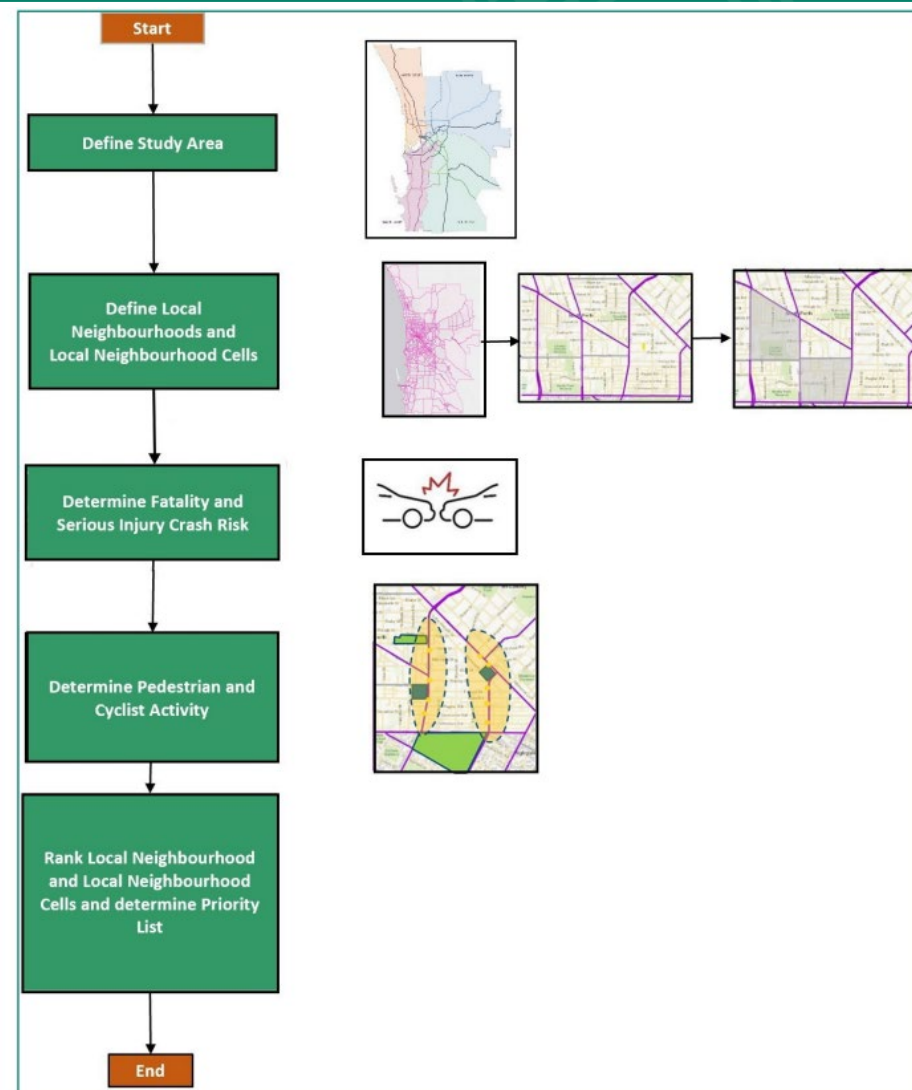 Start
Define Study Area
Define Local
Neighbourhoods and
Local Neighbourhood Cells
Determine Fatality and
Serious Injury Crash Risk
Determine Pedestrian and
Cyclist Activity
Rank Local Neighbourhood
and Local Neighbourhood
Cells and determine Priority
List
End